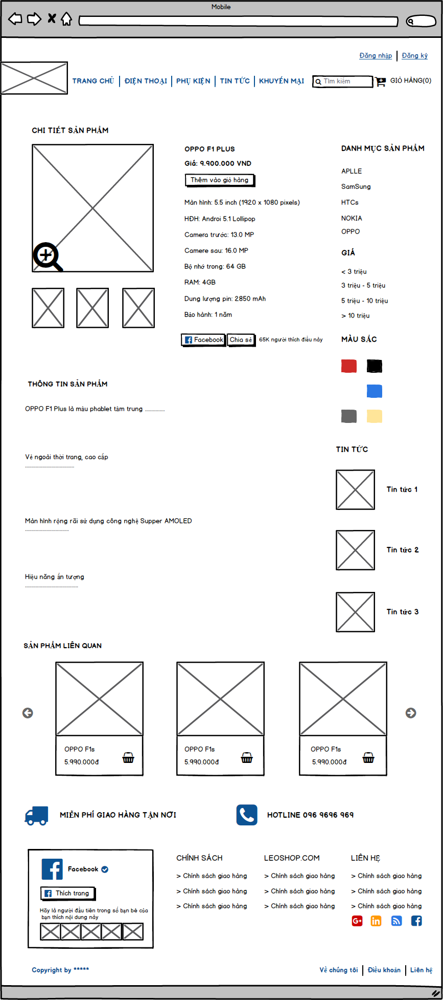 Mobile
Đăng nhập
Đăng ký
TRANG CHỦ
ĐIỆN THOẠI
PHỤ KIỆN
TIN TỨC
KHUYẾN MẠI
Tìm kiếm
GIỎ HÀNG(0)
CHI TIẾT SẢN PHẨM
OPPO F1 PLUS
Giá: 9.900.000 VND
Thêm vào giỏ hàng
Màn hình: 5.5 inch (1920 x 1080 pixels)
HĐH: Androi 5.1 Lollipop
Camera trước: 13.0 MP
Camere sau: 16.0 MP
Bộ nhớ trong: 64 GB
RAM: 4GB
Dung lượng pin: 2850 mAh
Bảo hành: 1 năm
Facebook
Chia sẻ
65K người thích điều này
DANH MỤC SẢN PHẨM
APLLE
SamSung
HTCs
NOKIA
OPPO
GIÁ
< 3 triệu
3 triệu - 5 triệu
5 triệu - 10 triệu
> 10 triệu
MÀU SẮC
THÔNG TIN SẢN PHẨM
OPPO F1 Plus là mẫu phablet tầm trung ...............
Vẻ ngoài thời trang, cao cấp
.....................................
Màn hình rộng rãi sử dụng công nghệ Supper AMOLED
.................................
Hiệu năng ấn tượng
........................................
TIN TỨC
Tin tức 1
Tin tức 2
Tin tức 3
SẢN PHẨM LIÊN QUAN
OPPO F1s
5.990.000đ
OPPO F1s
5.990.000đ
OPPO F1s
5.990.000đ
MIỄN PHÍ GIAO HÀNG TẬN NƠI
HOTLINE 096 9696 969
Facebook
Thích trang
Hãy là người đầu tiên trong số bạn bè của
bạn thích nội dung này
CHÍNH SÁCH
> Chính sách giao hàng
> Chính sách giao hàng
> Chính sách giao hàng
LEOSHOP.COM
> Chính sách giao hàng
> Chính sách giao hàng
> Chính sách giao hàng
LIÊN HỆ
> Chính sách giao hàng
> Chính sách giao hàng
> Chính sách giao hàng
Copyright by *****
Về chúng tôi
Điều khoản
Liên hệ